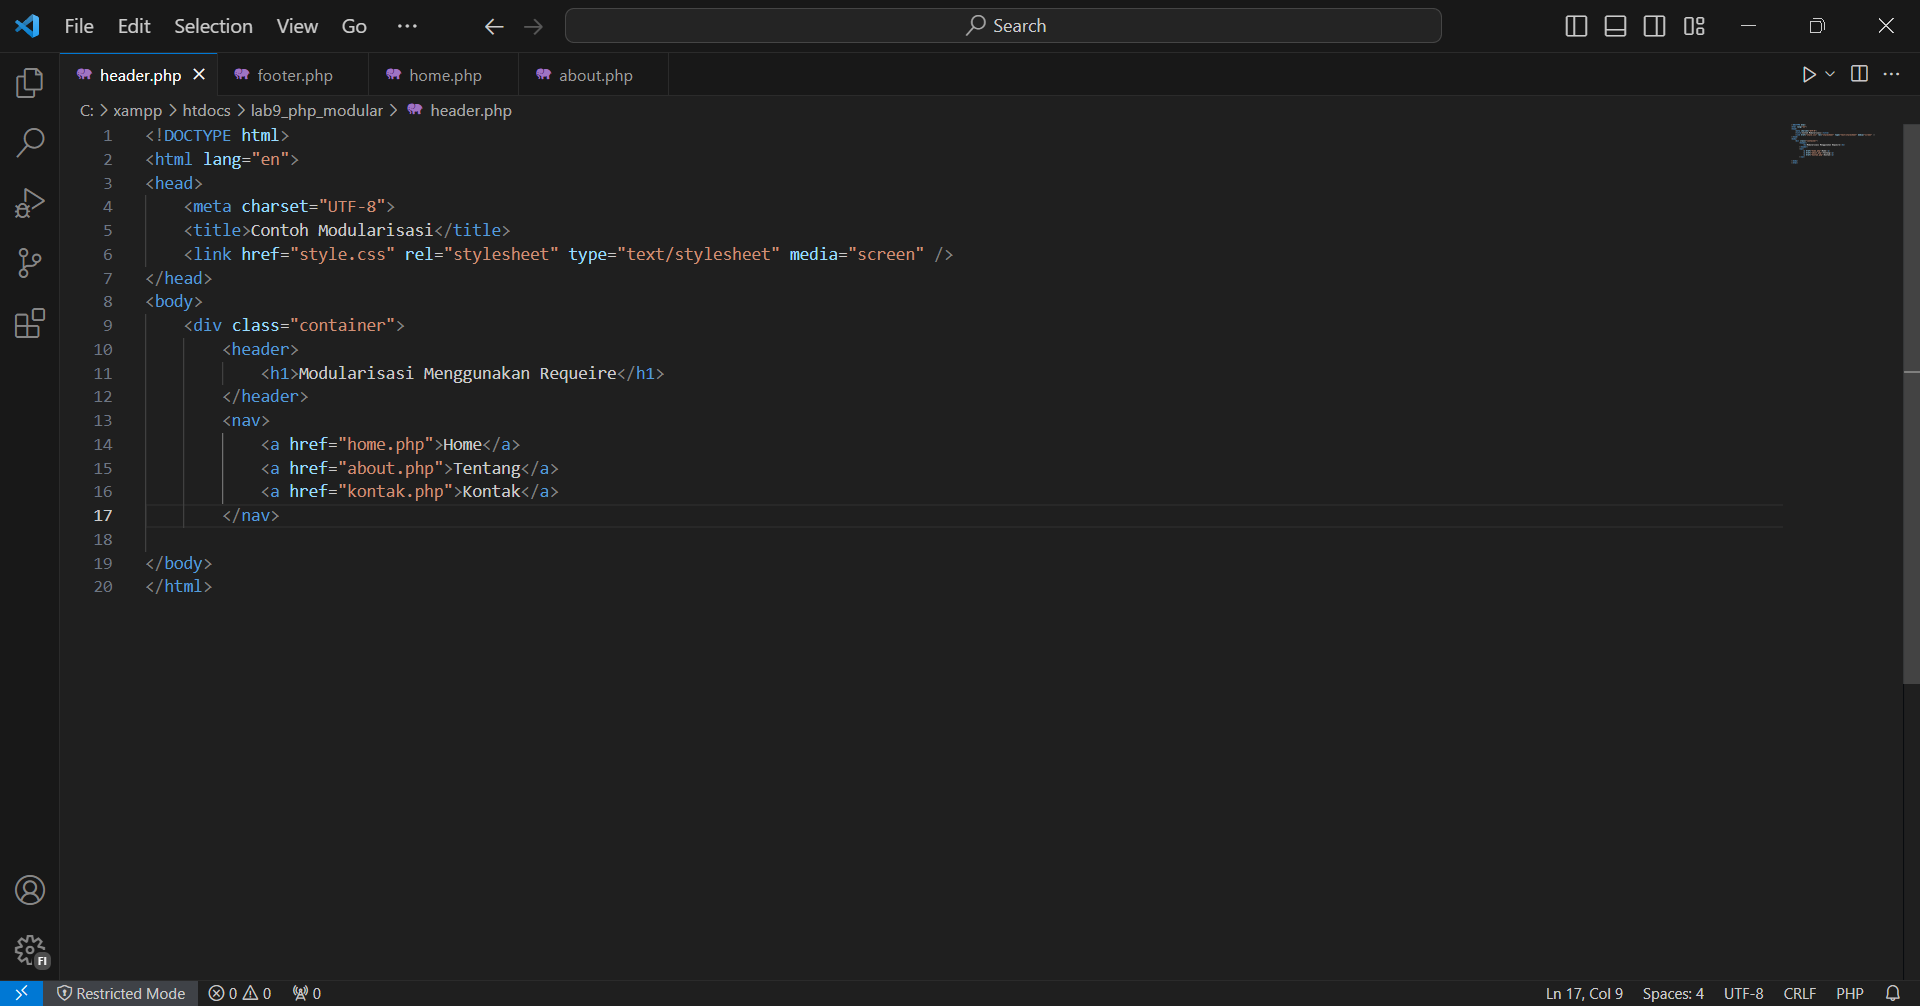 File Edit Selection View Go ··· Search
header.php footer.php home.php about.php
C: > xampp > htdocs > lab9_php_modular > header.php
1 <!DOCTYPE html>
2 <html lang="en">
3 <head>
4 <meta charset="UTF-8">
5 <title>Contoh Modularisasi</title>
6 <link href="style.css" rel="stylesheet" type="text/stylesheet" media="screen" />
7 </head>
8 <body>
9 <div class="container">
10 <header>
11 <h1>Modularisasi Menggunakan Requeire</h1>
12 </header>
13 <nav>
14 <a href="home.php">Home</a>
15 <a href="about.php">Tentang</a>
16 <a href="kontak.php">Kontak</a>
17 </nav>
18
19 </body>
20 </html>
FI
Restricted Mode 0 0 0 Ln 17, Col 9 Spaces: 4 UTF-8 CRLF PHP